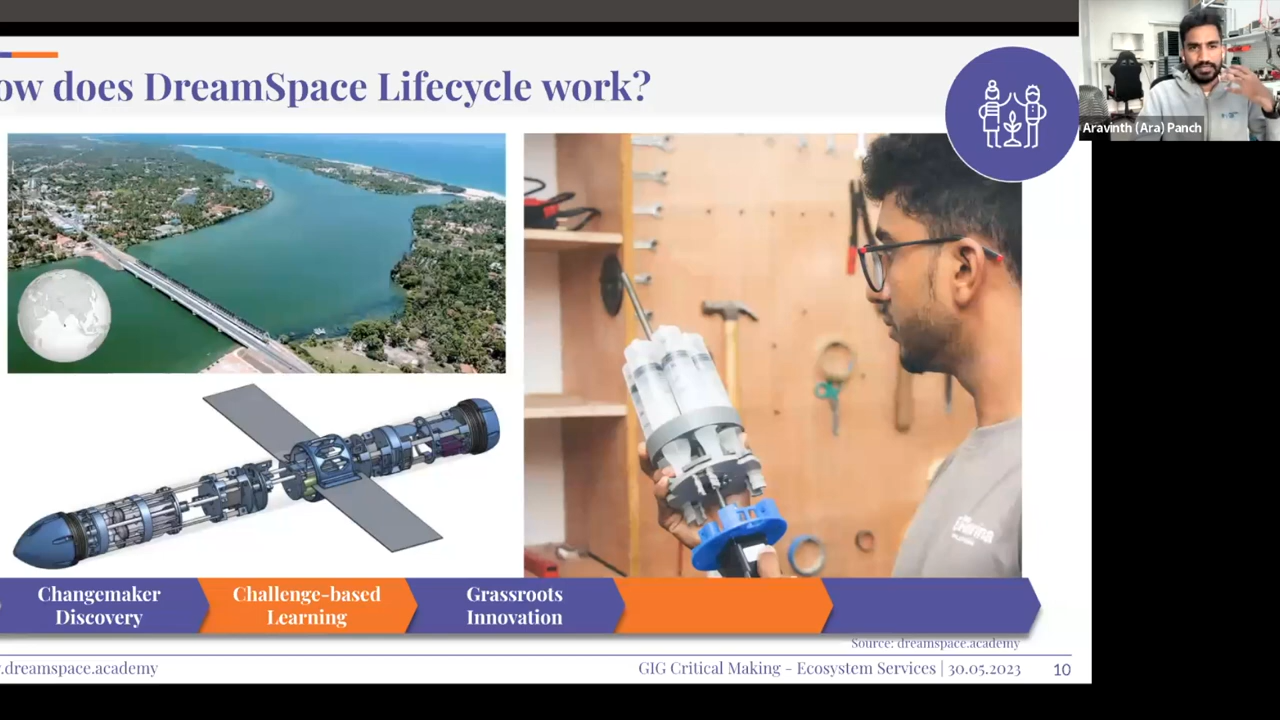 ow does DreamSpace Lifecycle work?
Aravinth (Ara) Panch
Changemaker
Discovery
Challenge-based
Learning
Grassroots
Innovation
Source: dreamspace.academy
.dreamspace.academy
GIG Critical Making - Ecosystem Services | 30.05.2023
10